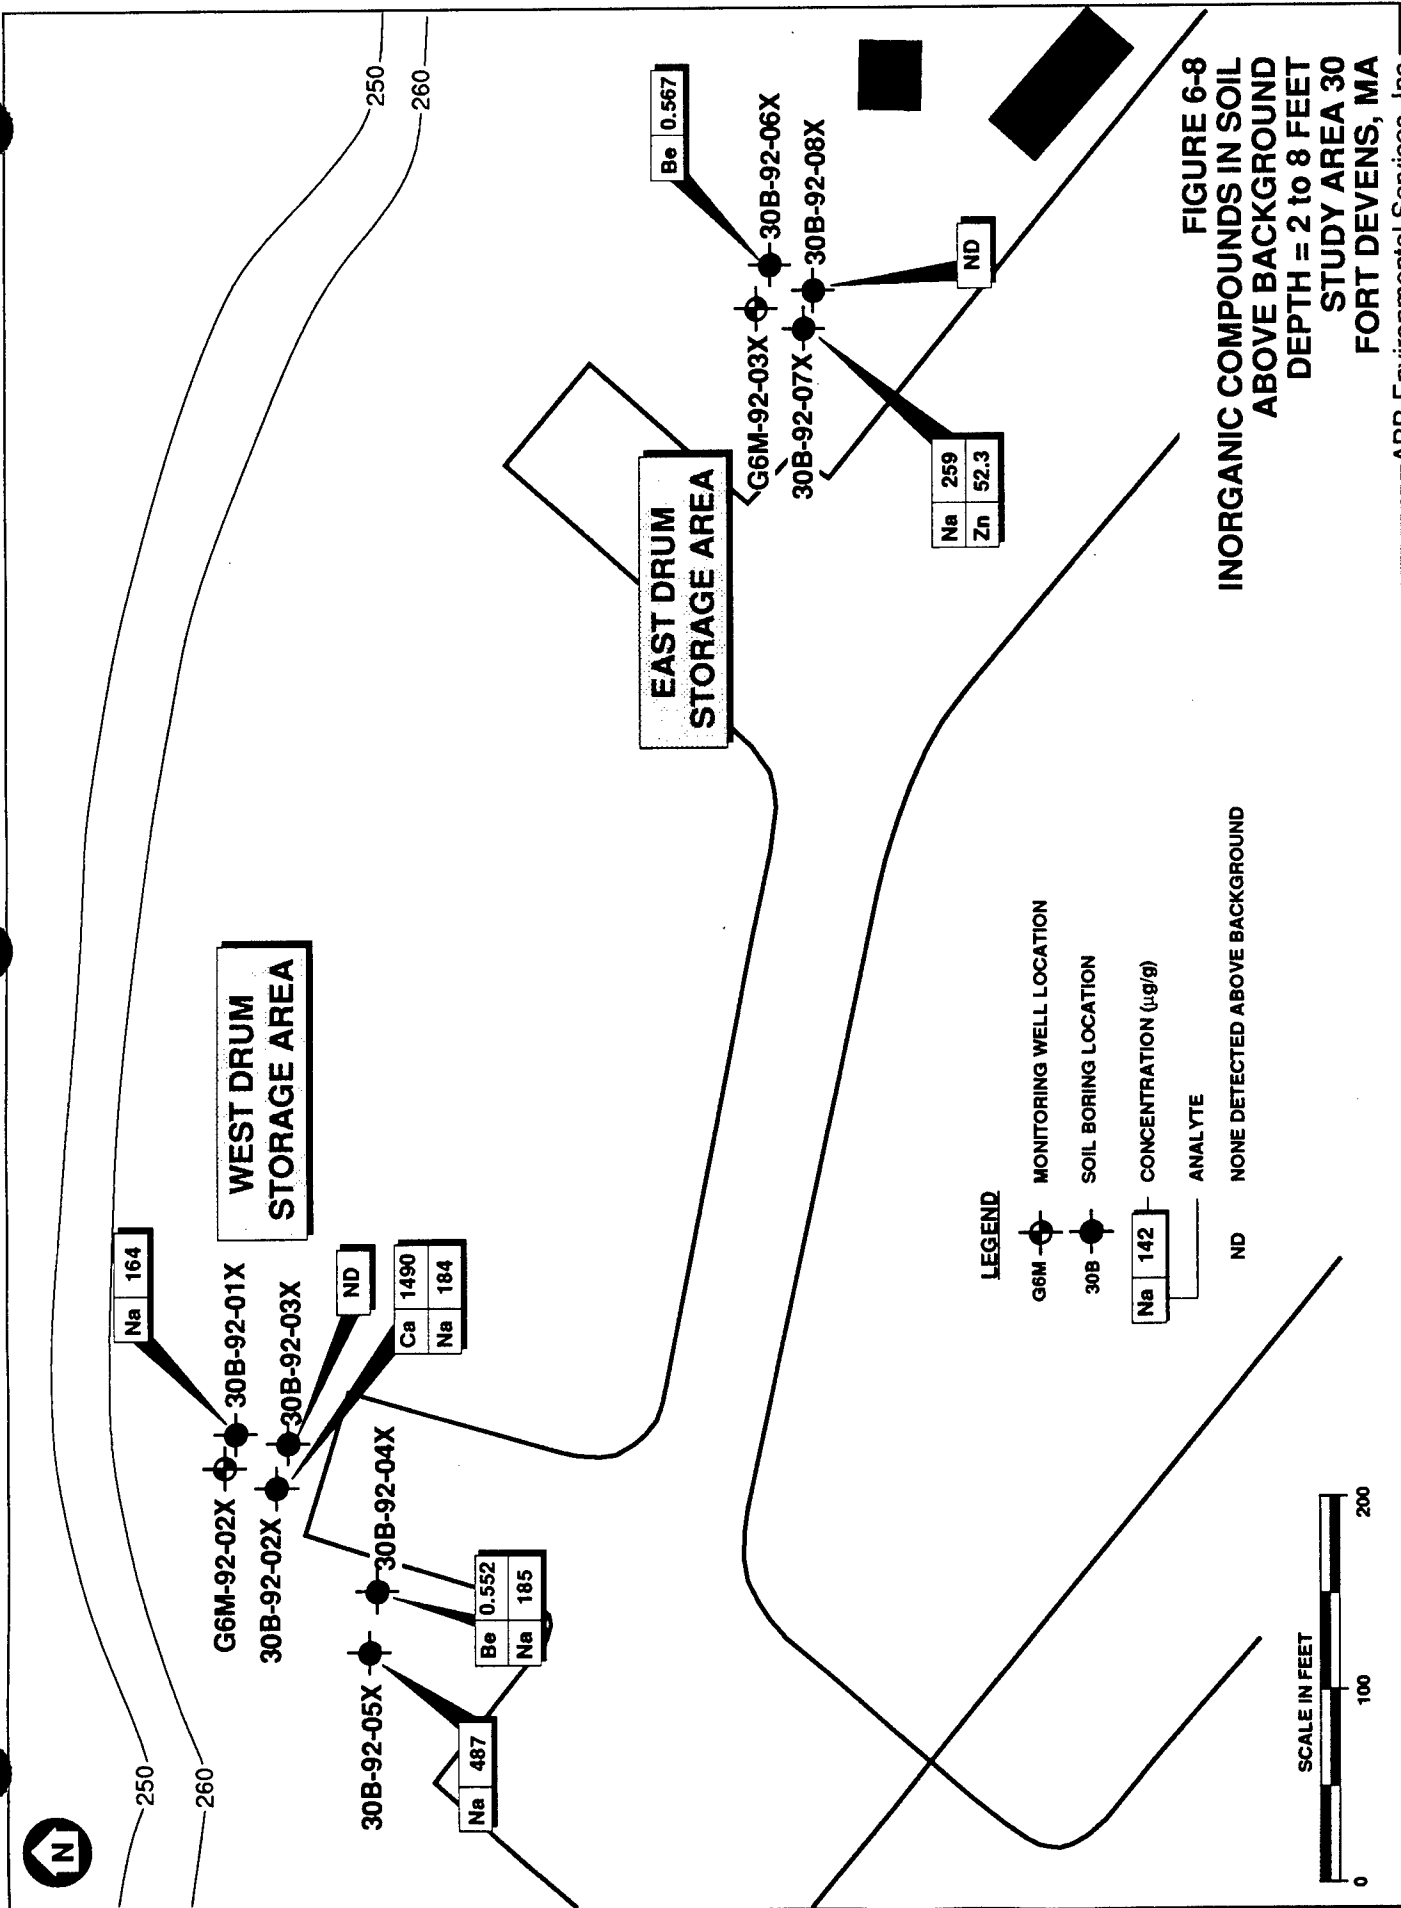 N
250
260
250
260
WEST DRUM
STORAGE AREA
Na 164
G6M-92-02X
30B-92-01X
30B-92-02X
30B-92-03X
ND
Ca 1490
Na 184
30B-92-05X
30B-92-04X
Be 0.552
Na 185
Na 487
EAST DRUM
STORAGE AREA
Be 0.567
G6M-92-03X
30B-92-06X
30B-92-07X
30B-92-08X
ND
Na 259
Zn 52.3
LEGEND
G6M MONITORING WELL LOCATION
30B SOIL BORING LOCATION
Na 142 CONCENTRATION (µg/g)
ANALYTE
ND NONE DETECTED ABOVE BACKGROUND
SCALE IN FEET
0 100 200
FIGURE 6-8
INORGANIC COMPOUNDS IN SOIL
ABOVE BACKGROUND
DEPTH = 2 to 8 FEET
STUDY AREA 30
FORT DEVENS, MA
ABB Environmental Services, Inc.